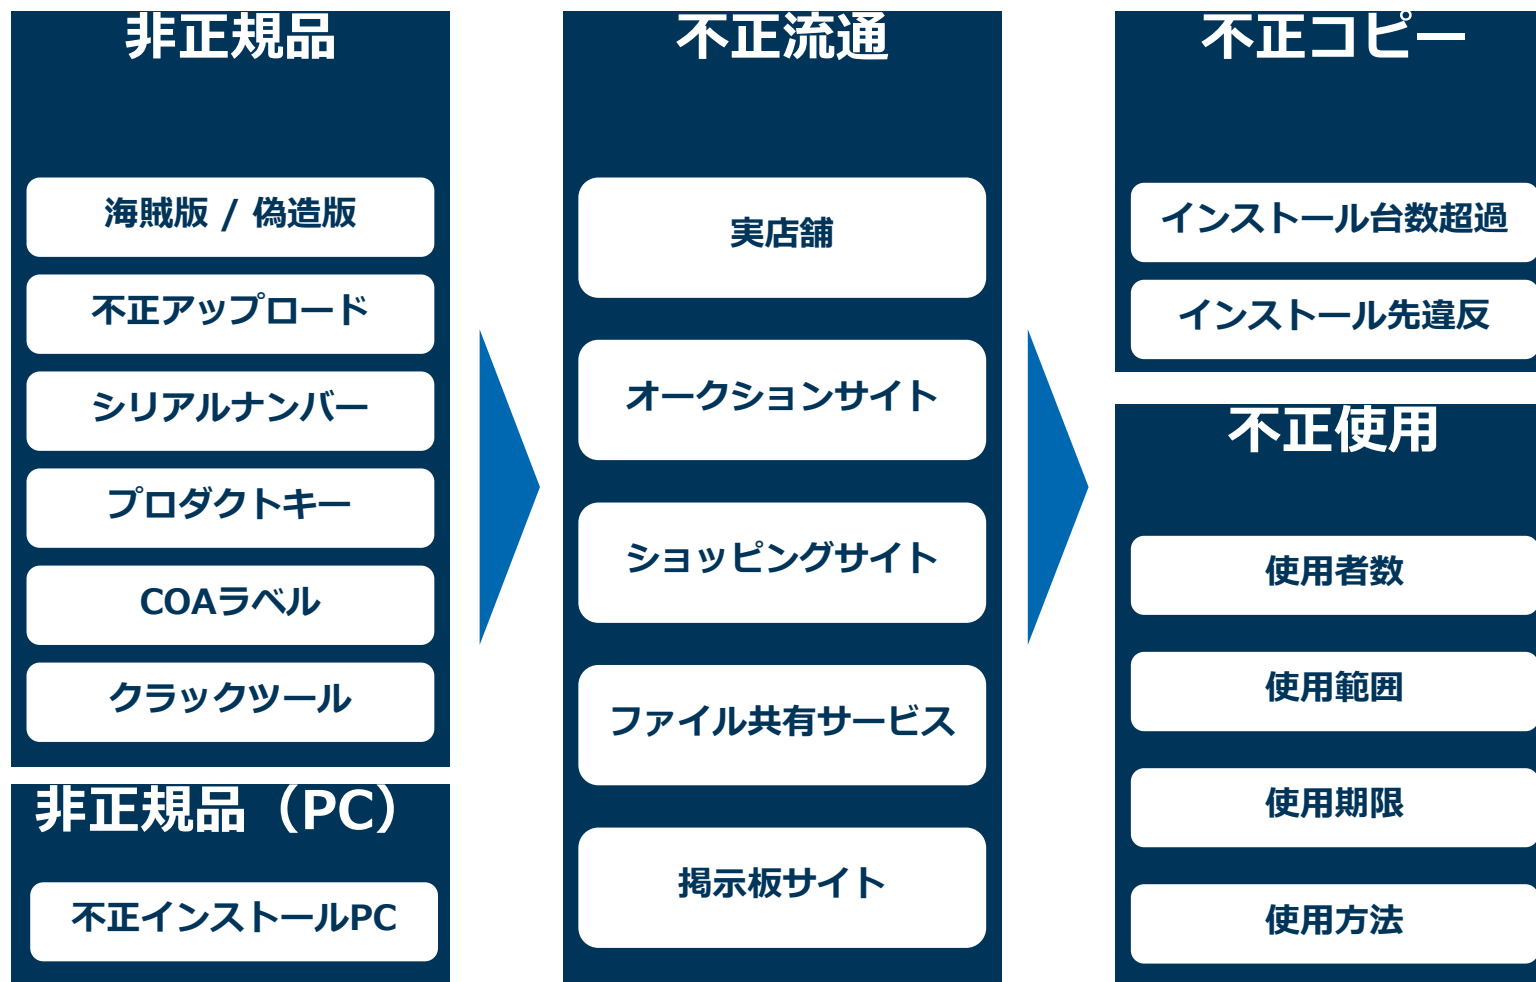 非正規品
海賊版 / 偽造版
不正アップロード
シリアルナンバー
プロダクトキー
COAラベル
クラックツール
非正規品（PC）
不正インストールPC
不正流通
実店舗
オークションサイト
ショッピングサイト
ファイル共有サービス
掲示板サイト
不正コピー
インストール台数超過
インストール先違反
不正使用
使用者数
使用範囲
使用期限
使用方法